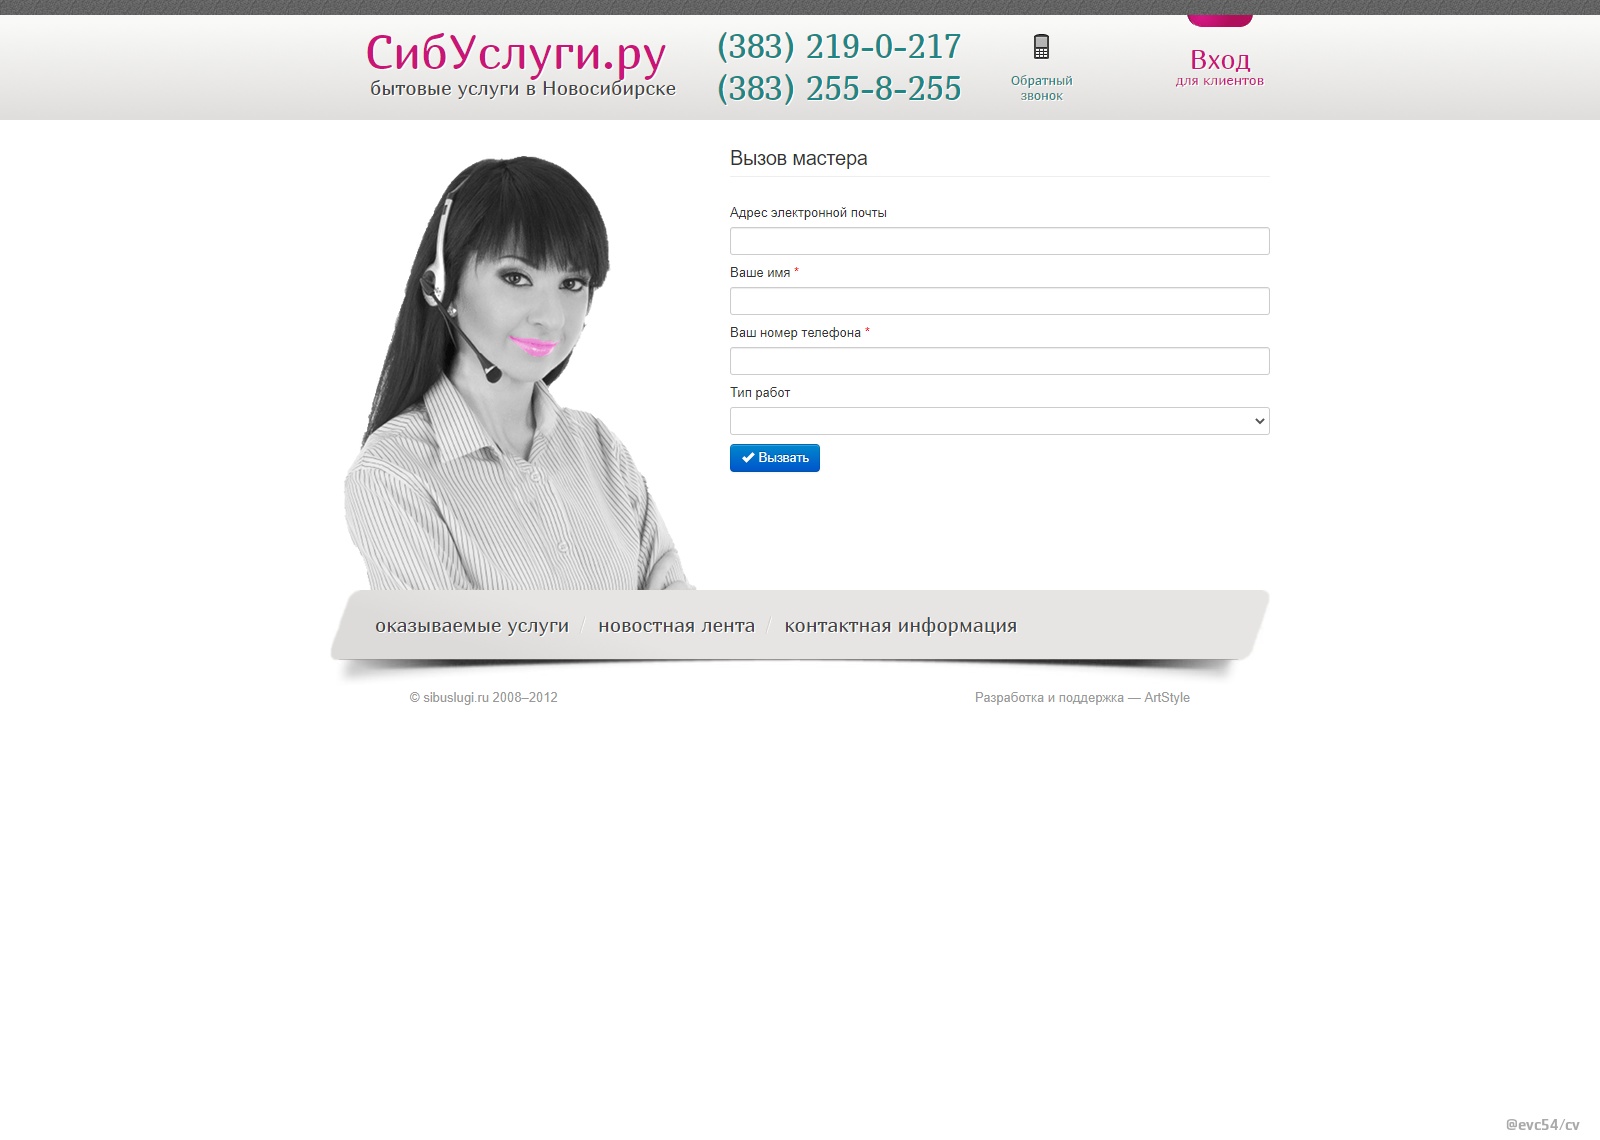 СибУслуги.ру
бытовые услуги в Новосибирске
(383) 219-0-217
(383) 255-8-255
Обратный
звонок
Вход
для клиентов
Вызов мастера
Адрес электронной почты
Ваше имя *
Ваш номер телефона *
Тип работ
Вызвать
оказываемые услуги / новостная лента / контактная информация
© sibuslugi.ru 2008–2012
Разработка и поддержка — ArtStyle
@evc54/cv